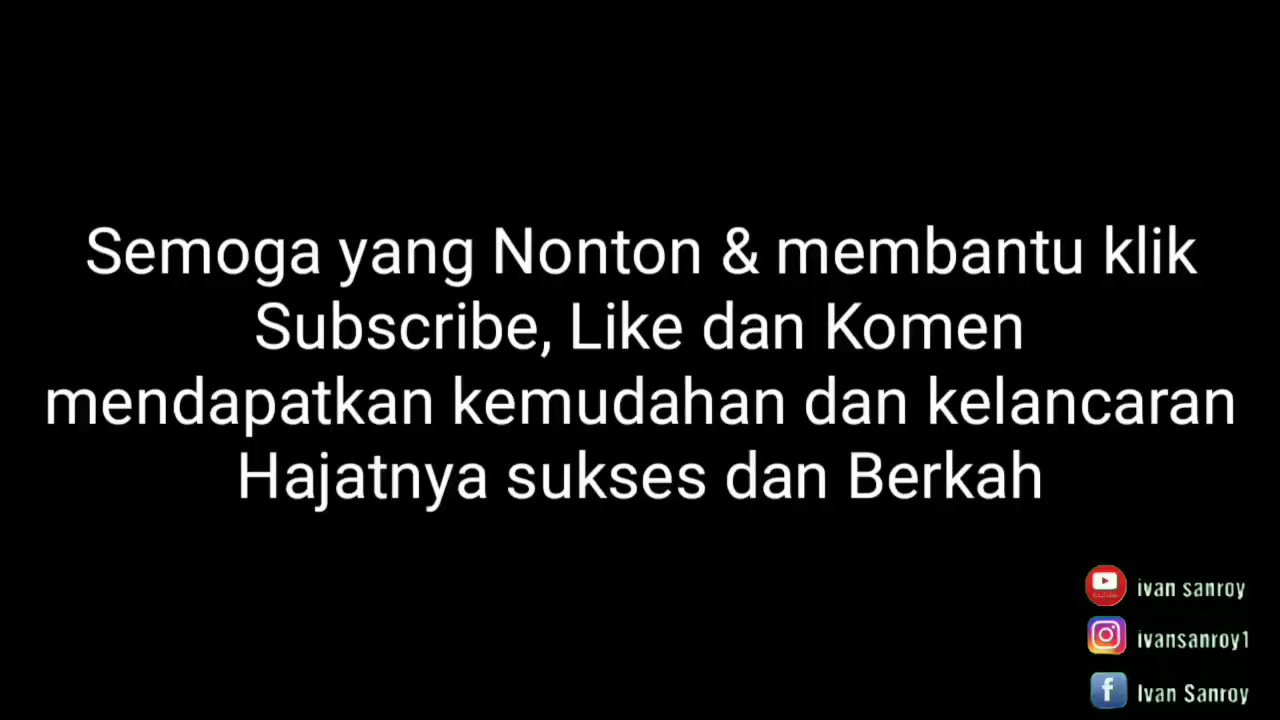 Semoga yang Nonton & membantu klik
Subscribe, Like dan Komen
mendapatkan kemudahan dan kelancaran
Hajatnya sukses dan Berkah
ivan sanroy
ivansanroy1
Ivan Sanroy